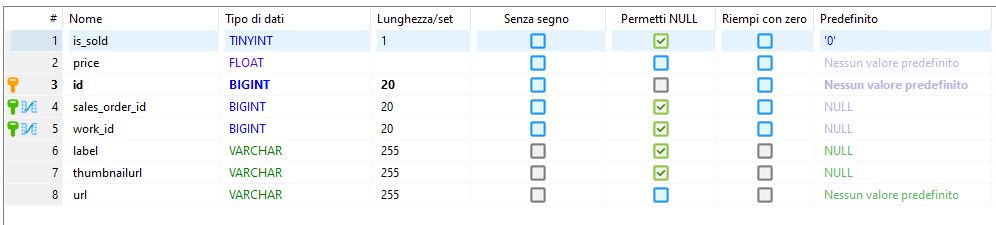 # Nome Tipo di dati Lunghezza/set Senza segno Permetti NULL Riempi con zero Predefinito
1 is_sold TINYINT 1 '0'
2 price FLOAT Nessun valore predefinito
3 id BIGINT 20 Nessun valore predefinito
4 sales_order_id BIGINT 20 NULL
5 work_id BIGINT 20 NULL
6 label VARCHAR 255 NULL
7 thumbnailurl VARCHAR 255 NULL
8 url VARCHAR 255 Nessun valore predefinito